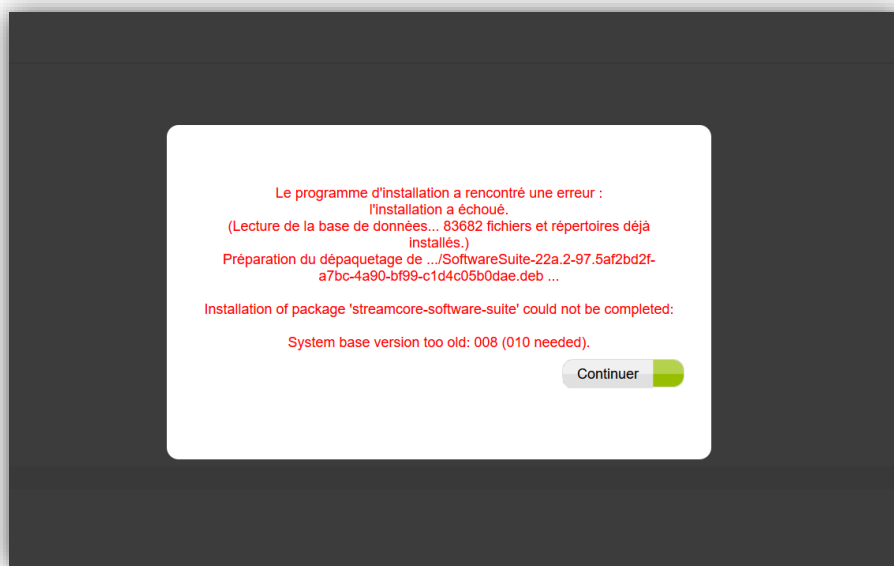 Le programme d'installation a rencontré une erreur :
l'installation a échoué.
(Lecture de la base de données... 83682 fichiers et répertoires déjà
installés.)
Préparation du dépaquetage de .../SoftwareSuite-22a.2-97.5af2bd2f-
a7bc-4a90-bf99-c1d4c05b0dae.deb ...
Installation of package 'streamcore-software-suite' could not be completed:
System base version too old: 008 (010 needed).
Continuer